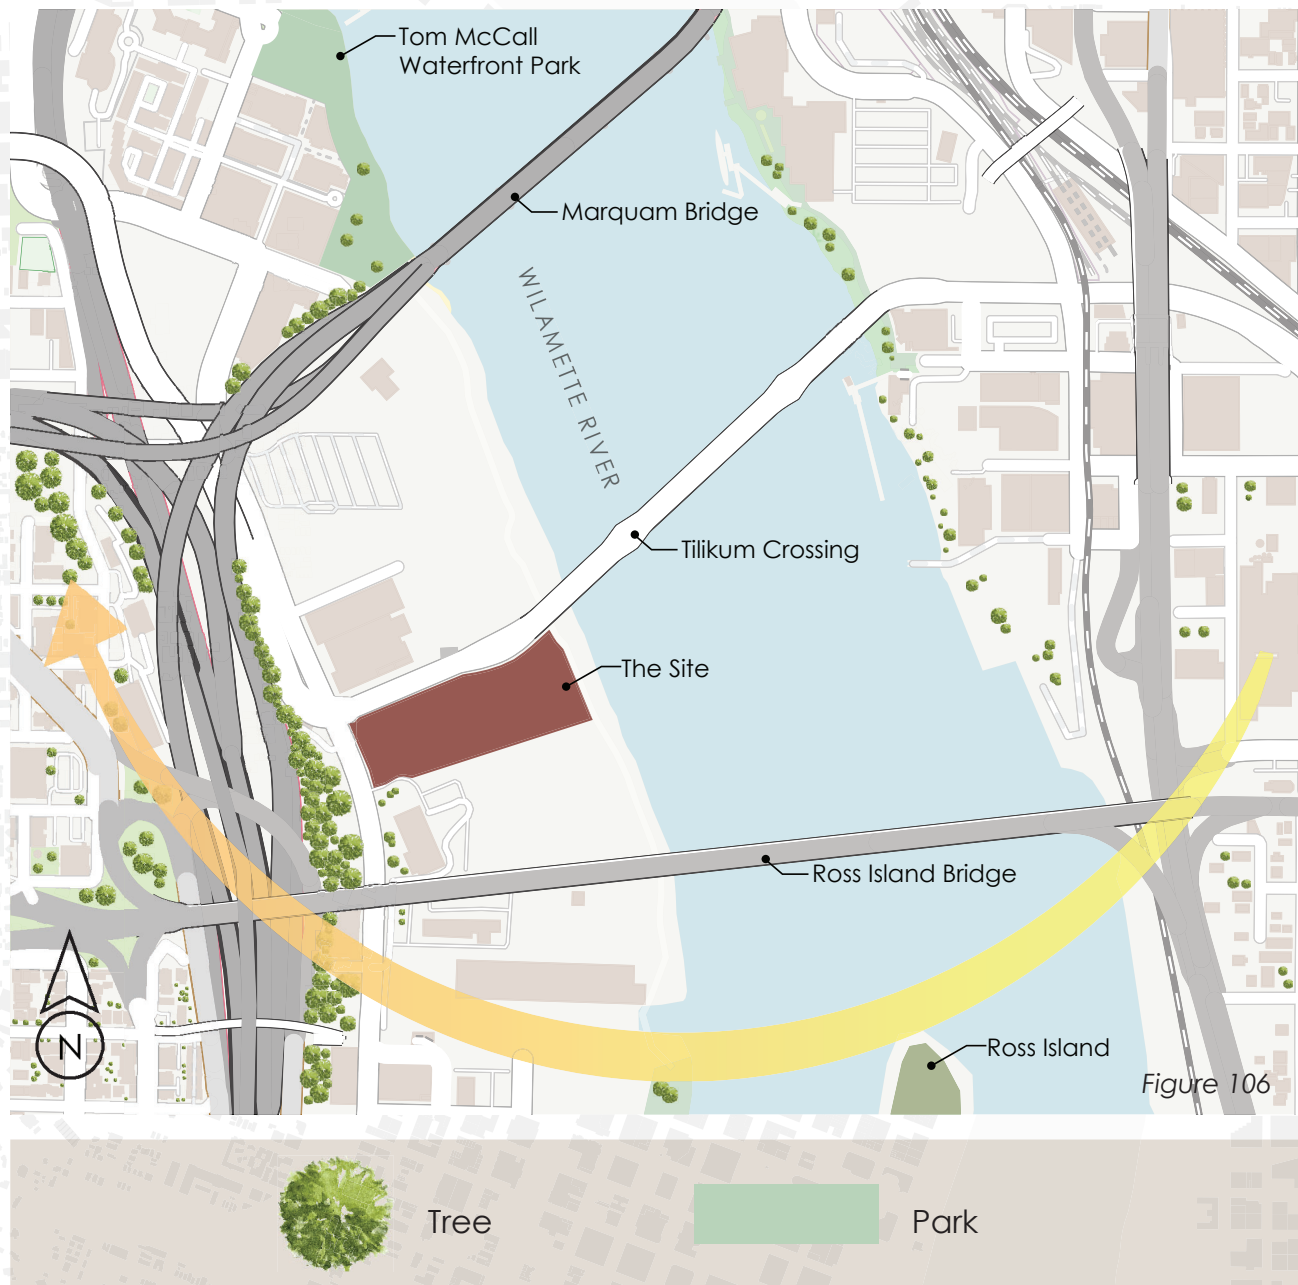 Tom McCall
Waterfront Park
Marquam Bridge
WILAMETTE RIVER
Tilikum Crossing
The Site
Ross Island Bridge
N
Ross Island
Figure 106
Tree
Park